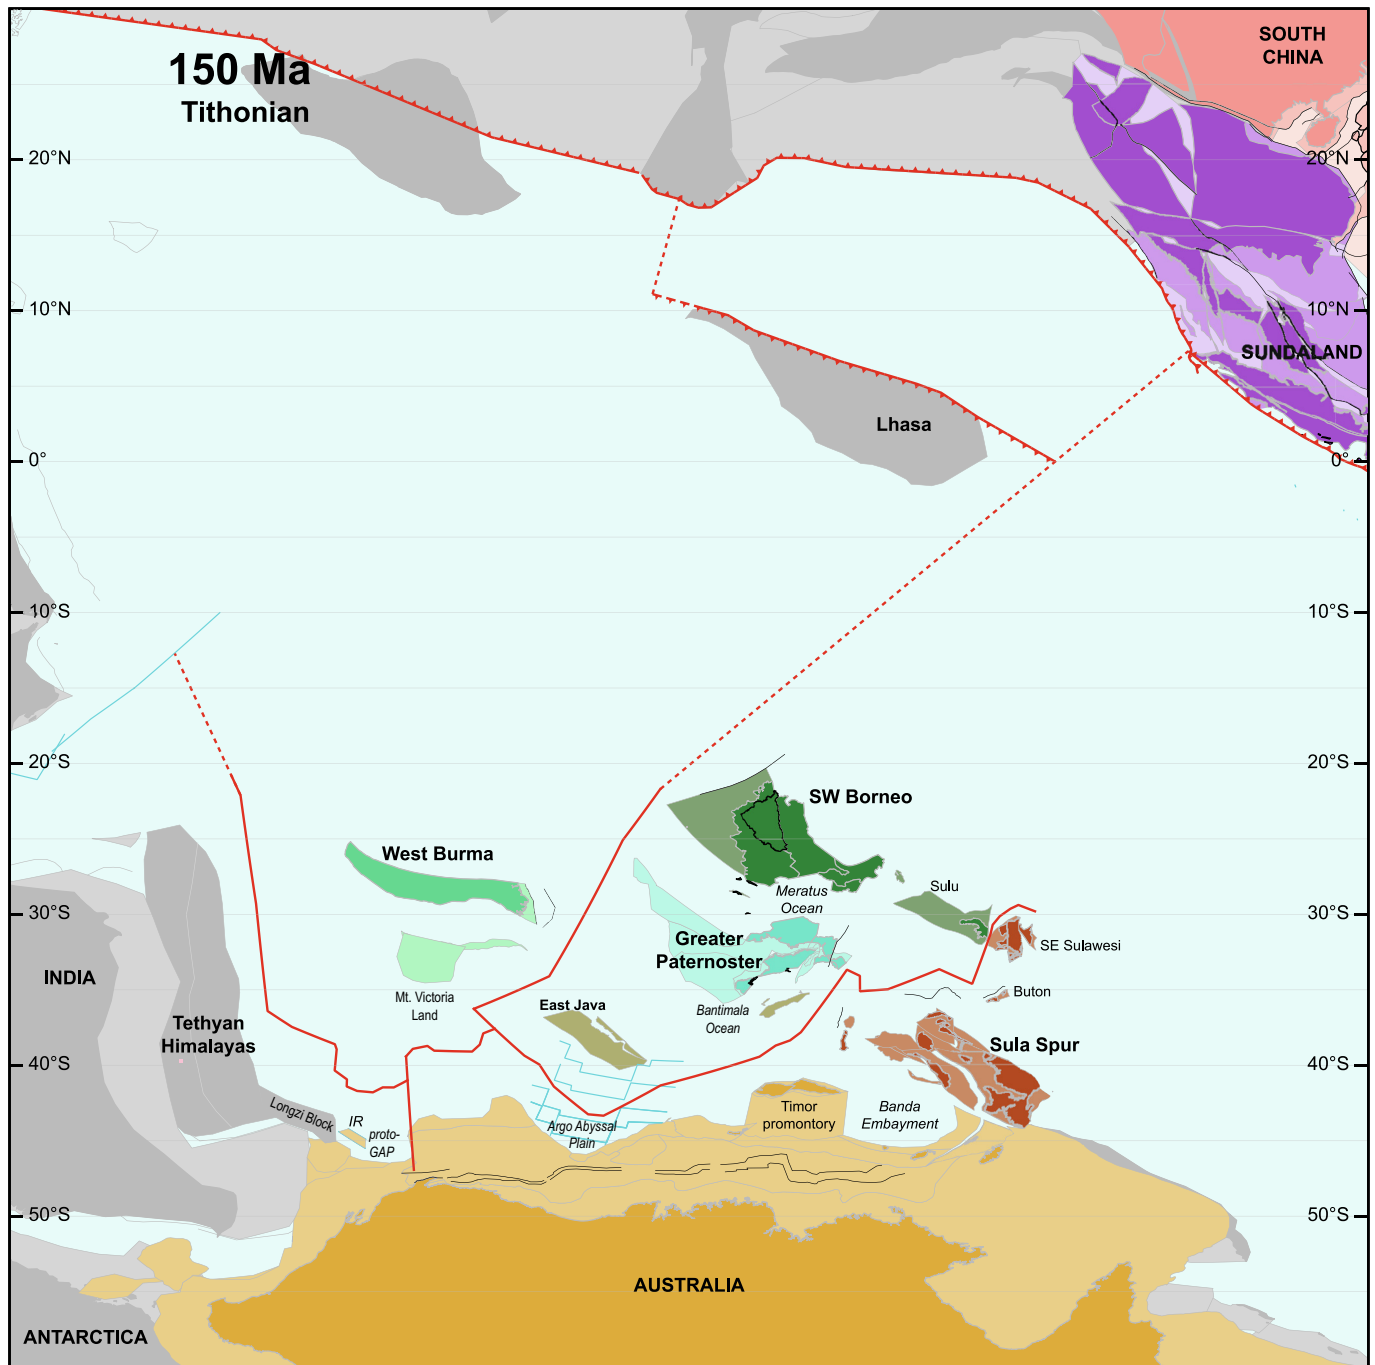 150 Ma
Tithonian
SOUTH
CHINA
20°N
20°N
10°N
10°N
SUNDALAND
Lhasa
0°
0°
10°S
10°S
20°S
20°S
SW Borneo
West Burma
Meratus
Ocean
Sulu
30°S
30°S
SE Sulawesi
Greater
Paternoster
INDIA
Mt. Victoria
Land
East Java
Bantimala
Ocean
Buton
Tethyan
Himalayas
Sula Spur
40°S
40°S
Longzi Block
IR
proto-
GAP
Argo Abyssal
Plain
Timor
promontory
Banda
Embayment
50°S
50°S
AUSTRALIA
ANTARCTICA